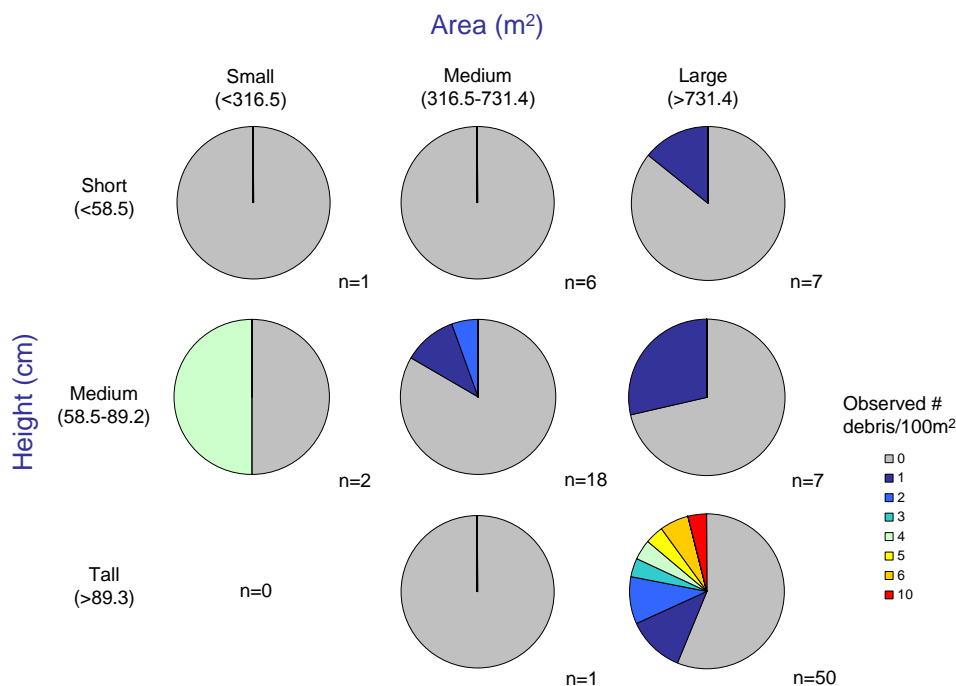 Area (m²)
Small
(<316.5)
Medium
(316.5-731.4)
Large
(>731.4)
Short
(<58.5)
n=1
n=6
n=7
Height (cm)
Medium
(58.5-89.2)
n=2
n=18
n=7
Observed #
debris/100m²
0
1
2
3
4
5
6
10
Tall
(>89.3)
n=0
n=1
n=50